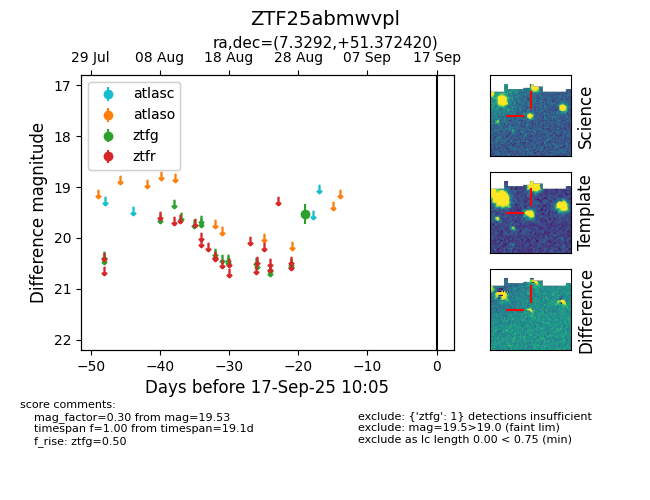 ZTF25abmwvpl
ra,dec=(7.3292,+51.372420)
29 Jul 08 Aug 18 Aug 28 Aug 07 Sep 17 Sep
17
18
19
20
21
22
Difference magnitude
atlasc
atlaso
ztfg
ztfr
−50 −40 −30 −20 −10 0
Days before 17-Sep-25 10:05
Science
Template
Difference
score comments:
mag_factor=0.30 from mag=19.53
timespan f=1.00 from timespan=19.1d
f_rise: ztfg=0.50
exclude: {'ztfg': 1} detections insufficient
exclude: mag=19.5>19.0 (faint lim)
exclude as lc length 0.00 < 0.75 (min)